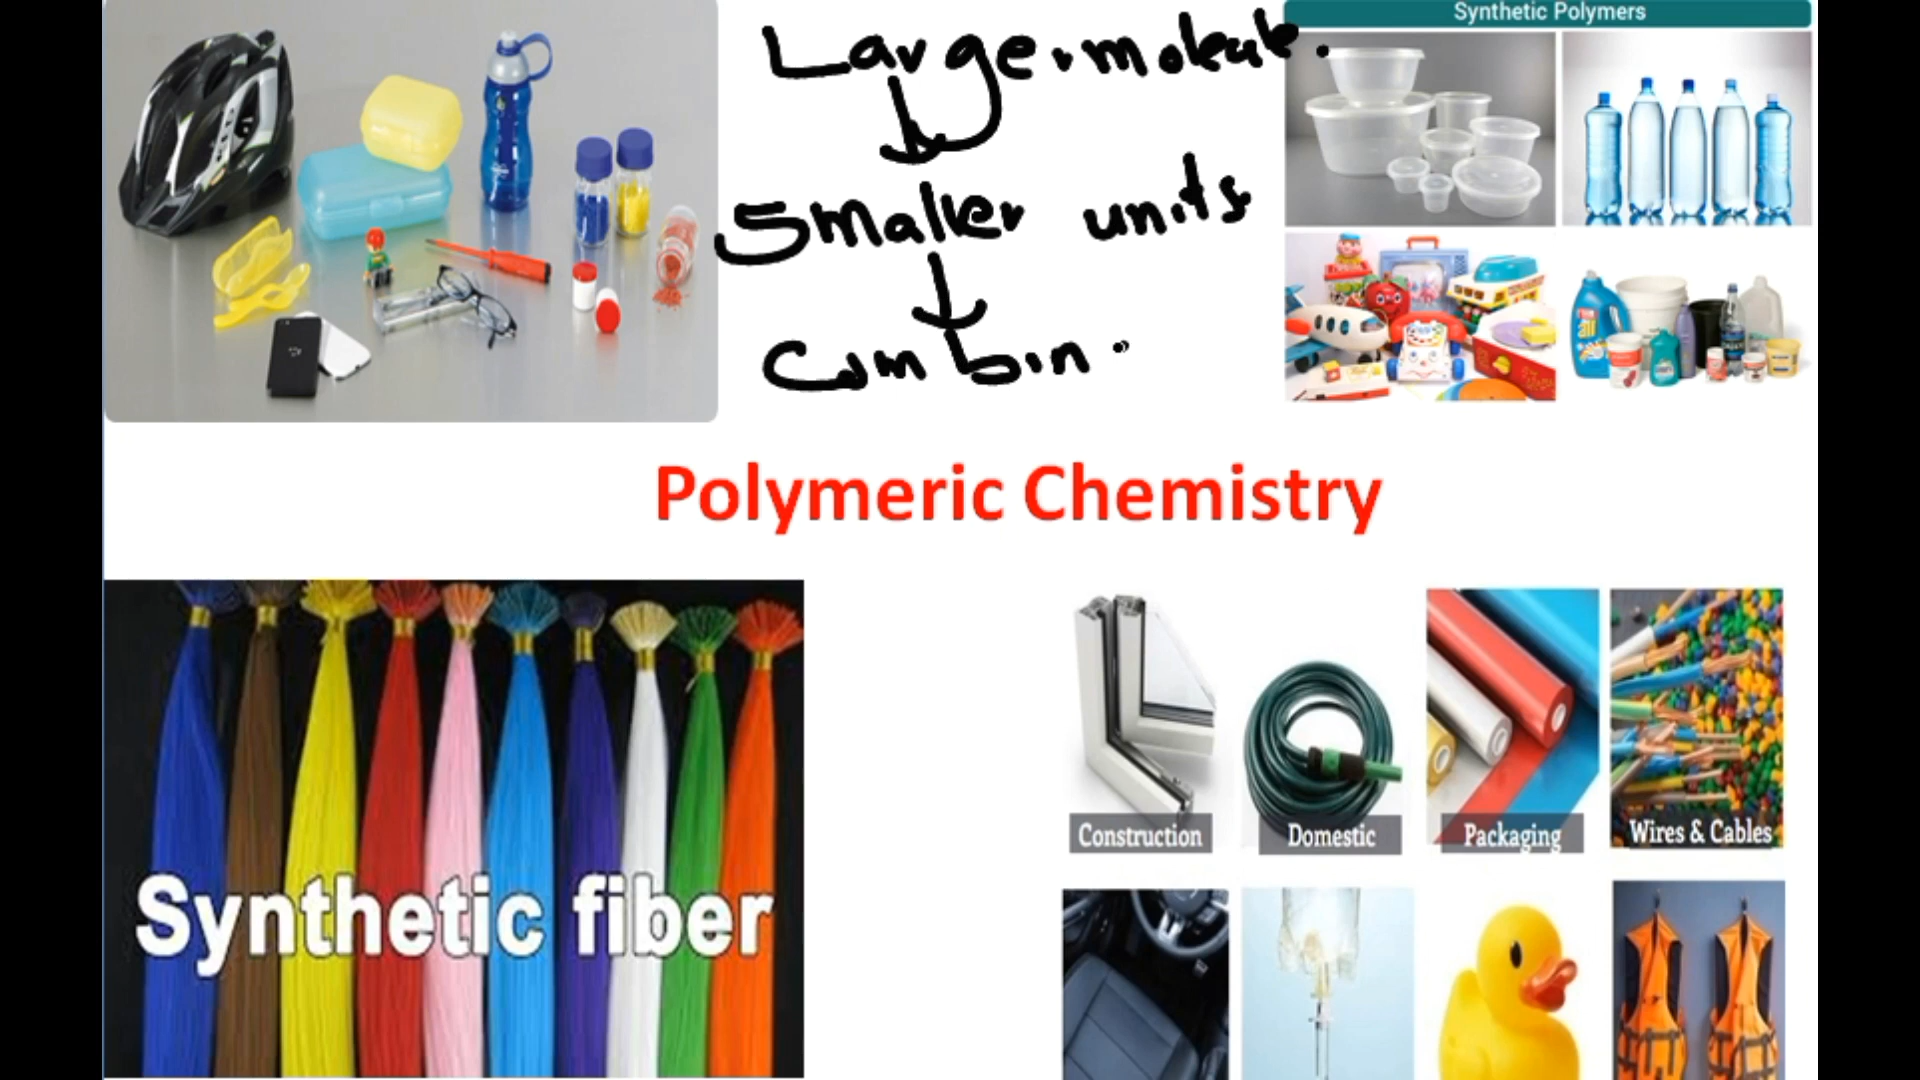 Large molecule.
Smaller units
Combin.
Synthetic Polymers
Polymeric Chemistry
Synthetic fiber
Construction
Domestic
Packaging
Wires & Cables